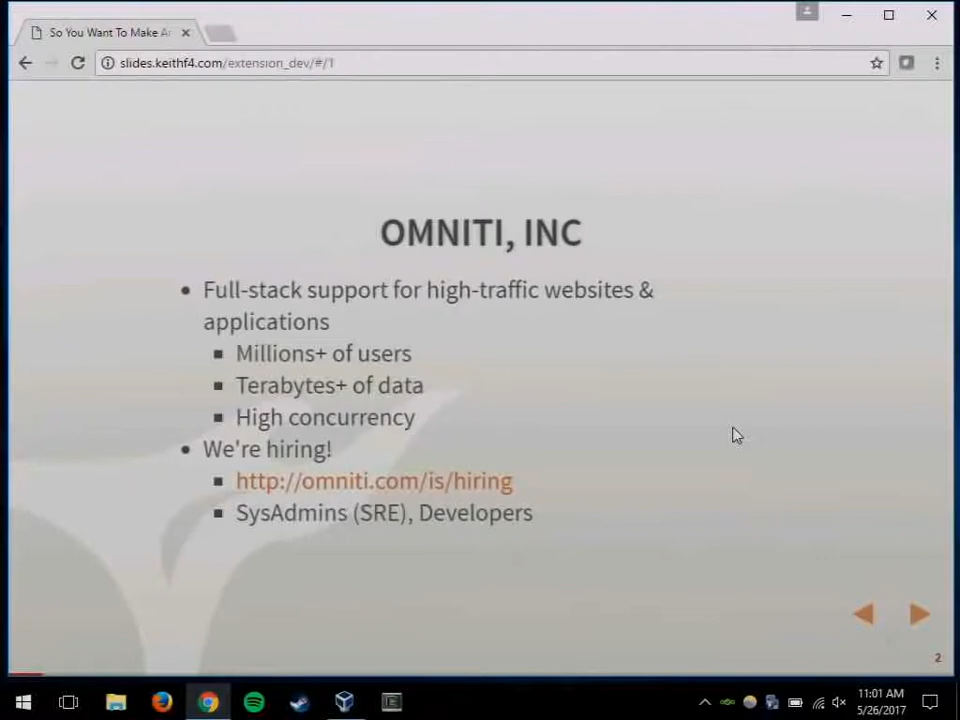 So You Want To Make A
slides.keithf4.com/extension_dev/#/1
OMNITI, INC
Full-stack support for high-traffic websites &
applications
Millions+ of users
Terabytes+ of data
High concurrency
We're hiring!
http://omniti.com/is/hiring
SysAdmins (SRE), Developers
2
11:01 AM
5/26/2017